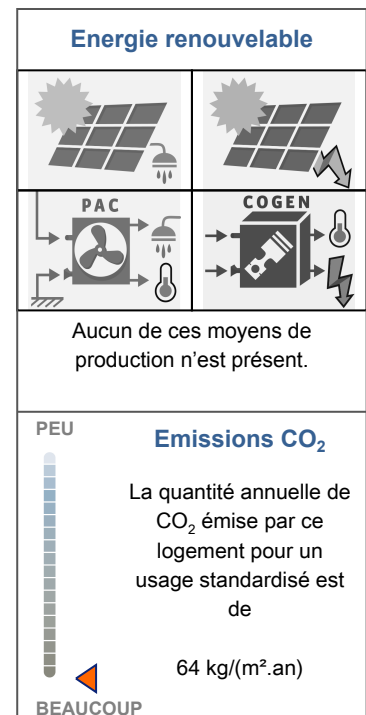 Energie renouvelable
PAC
COGEN
Aucun de ces moyens de
production n'est présent.
PEU
Emissions CO₂
La quantité annuelle de
CO₂ émise par ce
logement pour un
usage standardisé est
de
64 kg/(m².an)
BEAUCOUP